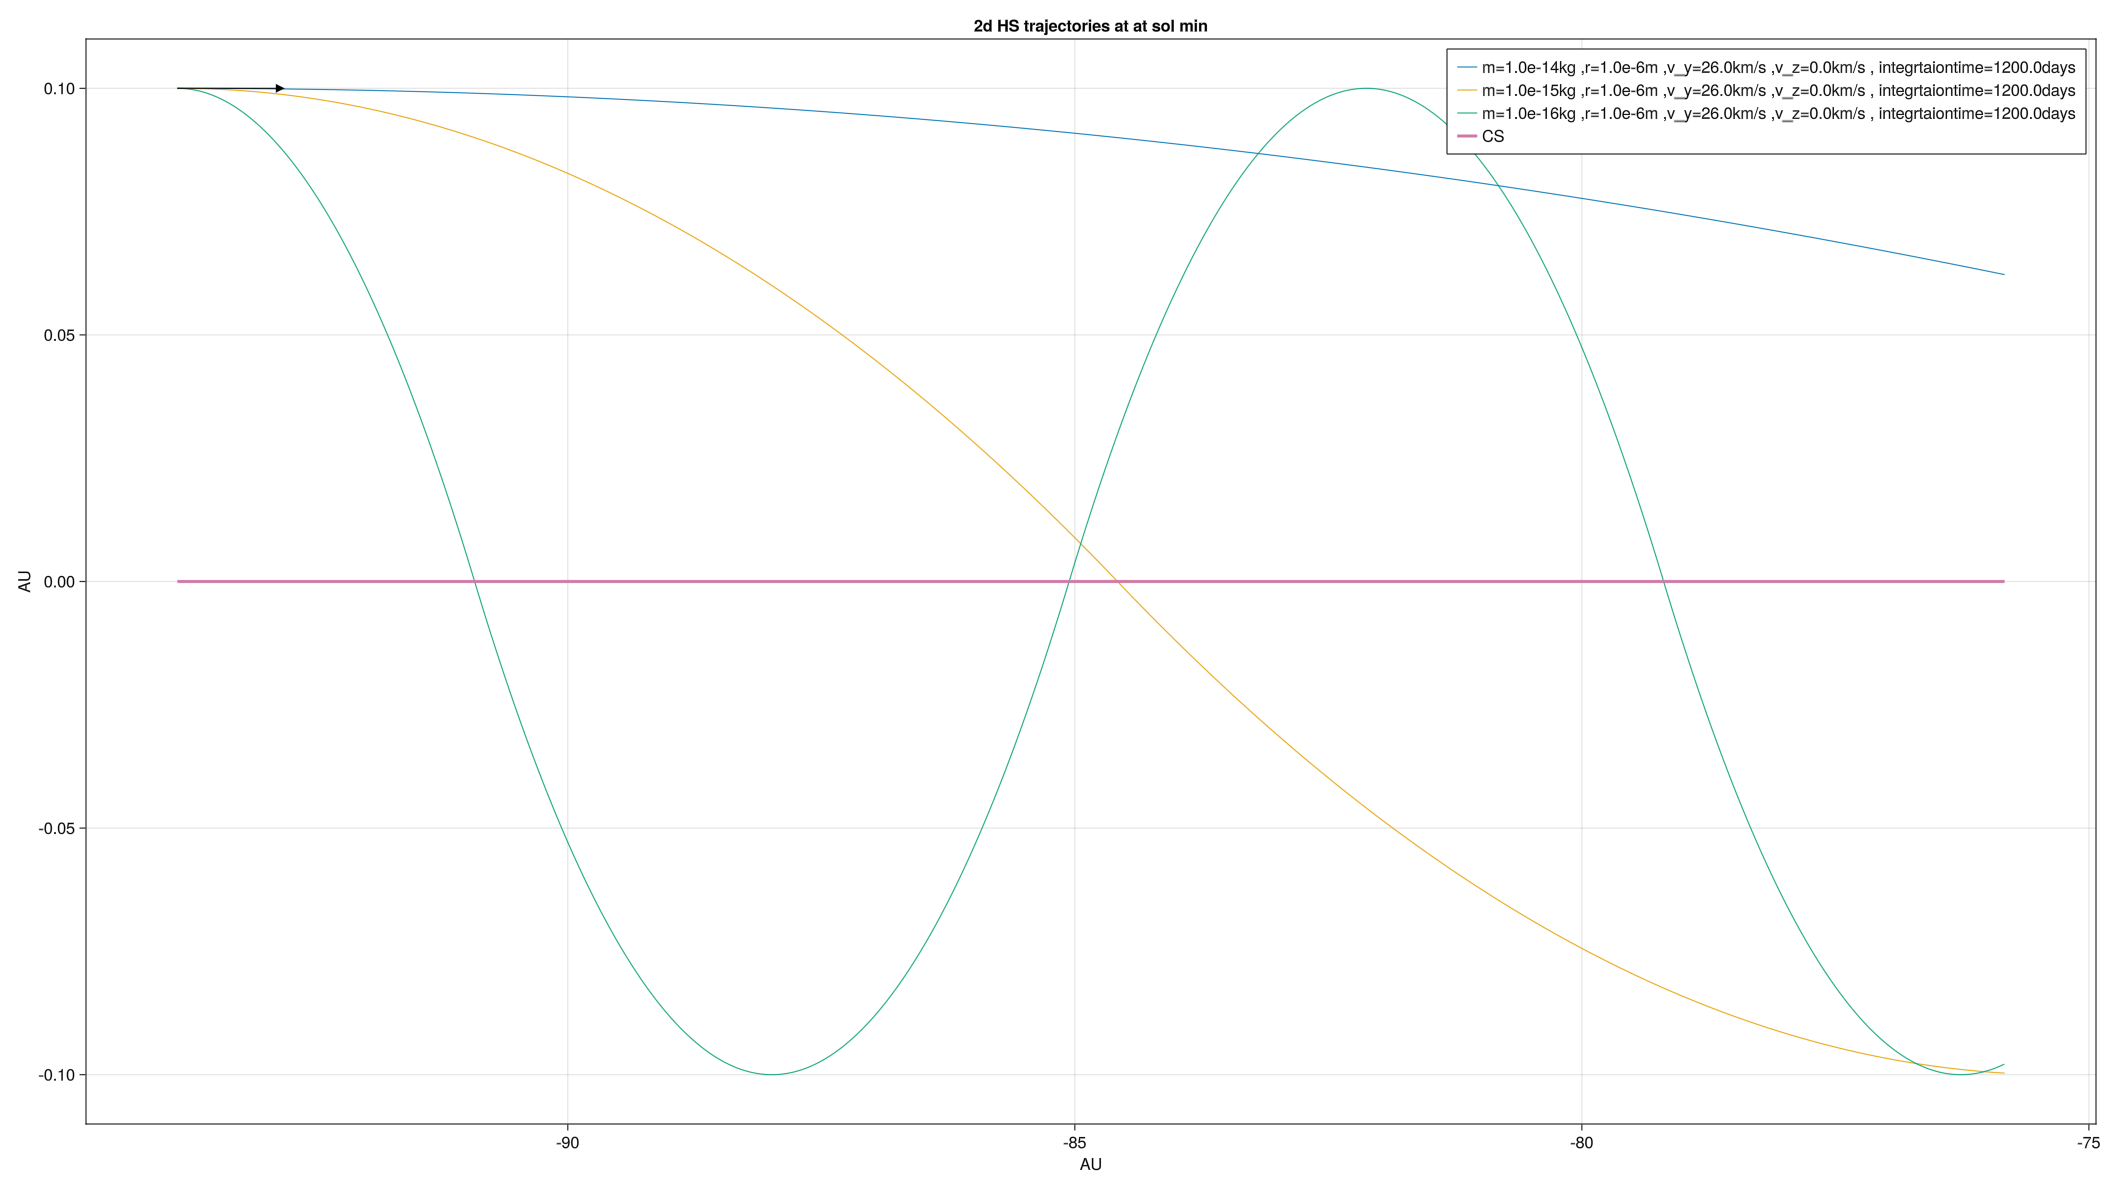 2d HS trajectories at at sol min
m=1.0e-14kg ,r=1.0e-6m ,v_y=26.0km/s ,v_z=0.0km/s , integrtaiontime=1200.0days
m=1.0e-15kg ,r=1.0e-6m ,v_y=26.0km/s ,v_z=0.0km/s , integrtaiontime=1200.0days
m=1.0e-16kg ,r=1.0e-6m ,v_y=26.0km/s ,v_z=0.0km/s , integrtaiontime=1200.0days
CS
0.10
0.05
0.00
-0.05
-0.10
AU
-90
-85
-80
-75
AU